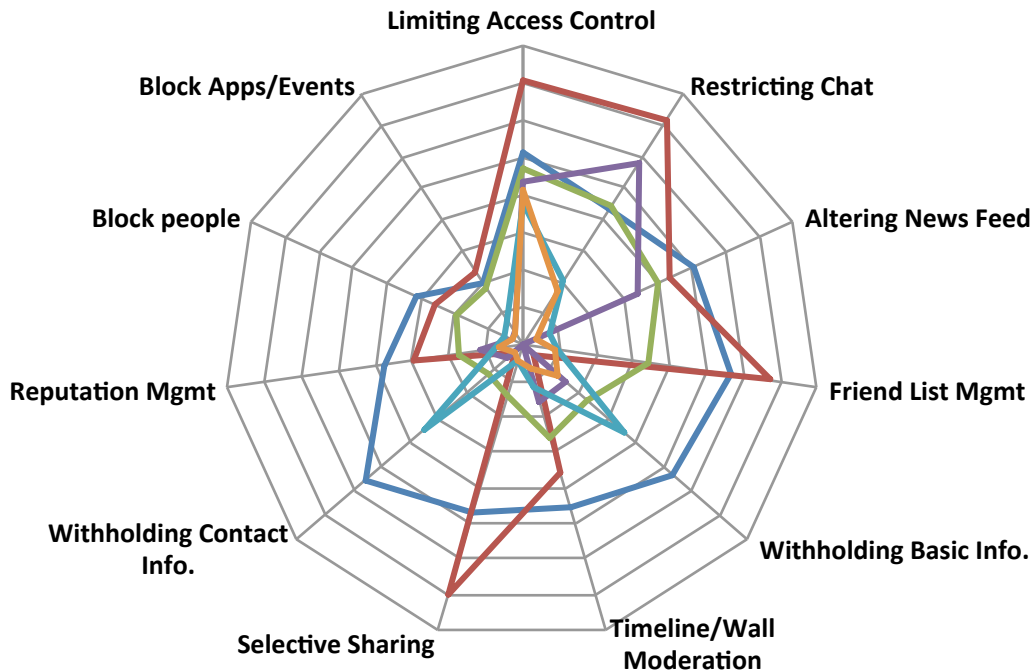 Limiting Access Control
Block Apps/Events
Restricting Chat
Block people
Altering News Feed
Reputation Mgmt
Friend List Mgmt
Withholding Contact
Info.
Withholding Basic Info.
Selective Sharing
Timeline/Wall
Moderation